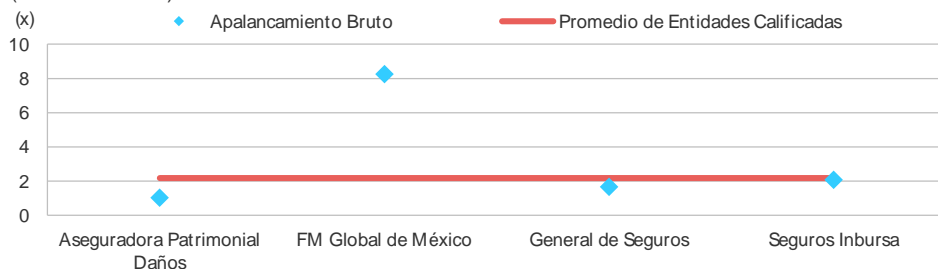 (x)
Apalancamiento Bruto
Promedio de Entidades Calificadas
10
8
6
4
2
0
Aseguradora Patrimonial
Daños
FM Global de México
General de Seguros
Seguros Inbursa